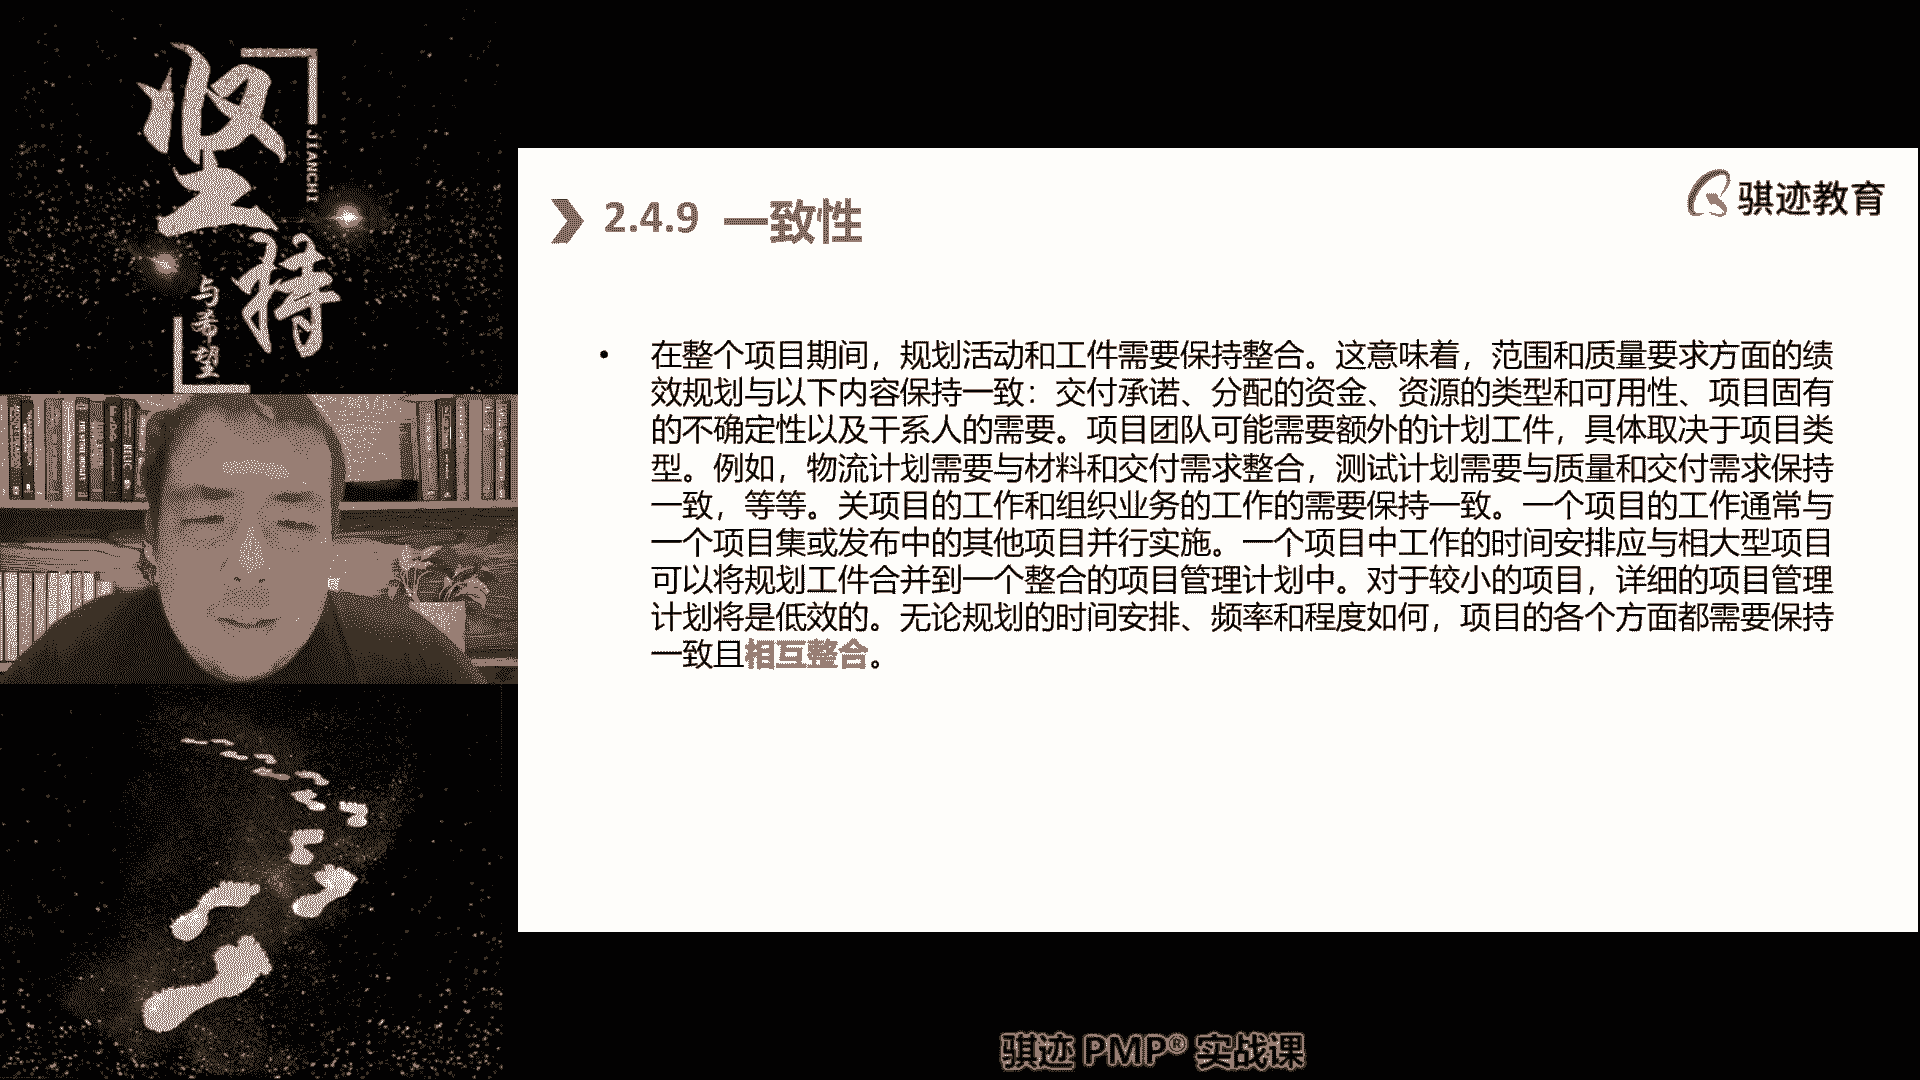 坚持
JIANCHI
与希望
2.4.9 一致性
骐迹教育
• 在整个项目期间，规划活动和工件需要保持整合。这意味着，范围和质量要求方面的绩
效规划与以下内容保持一致：交付承诺、分配的资金、资源的类型和可用性、项目固有
的不确定性以及干系人的需要。项目团队可能需要额外的计划工件，具体取决于项目类
型。例如，物流计划需要与材料和交付需求整合，测试计划需要与质量和交付需求保持
一致，等等。关项目的工作和组织业务的工作的需要保持一致。一个项目的工作通常与
一个项目集或发布中的其他项目并行实施。一个项目中工作的时间安排应与相大型项目
可以将规划工件合并到一个整合的项目管理计划中。对于较小的项目，详细的项目管理
计划将是低效的。无论规划的时间安排、频率和程度如何，项目的各个方面都需要保持
一致且相互整合。
骐迹 PMP® 实战课